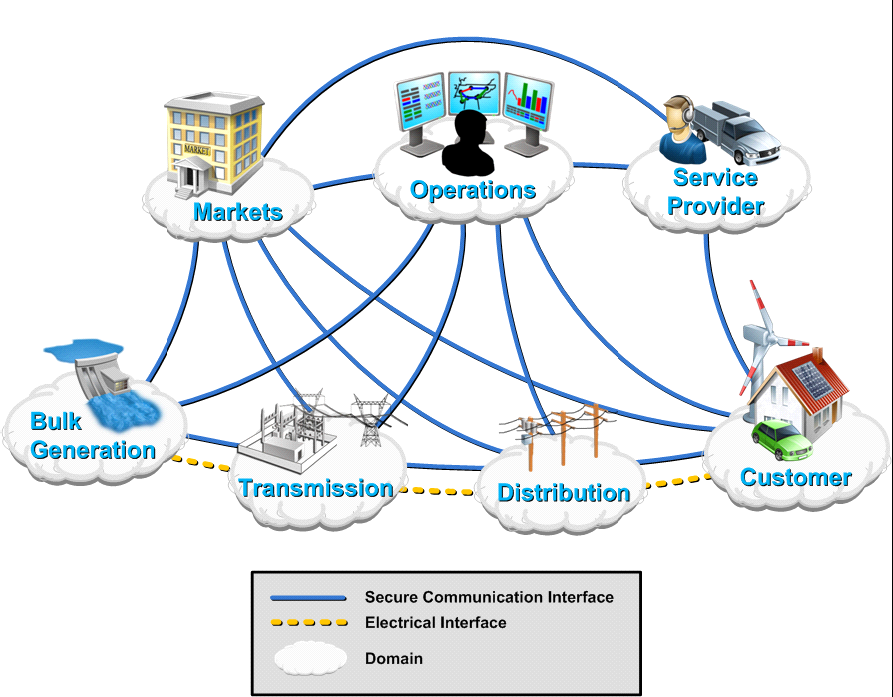 MARKET
Markets
Operations
Service
Provider
Bulk
Generation
Transmission
Distribution
Customer
Secure Communication Interface
Electrical Interface
Domain